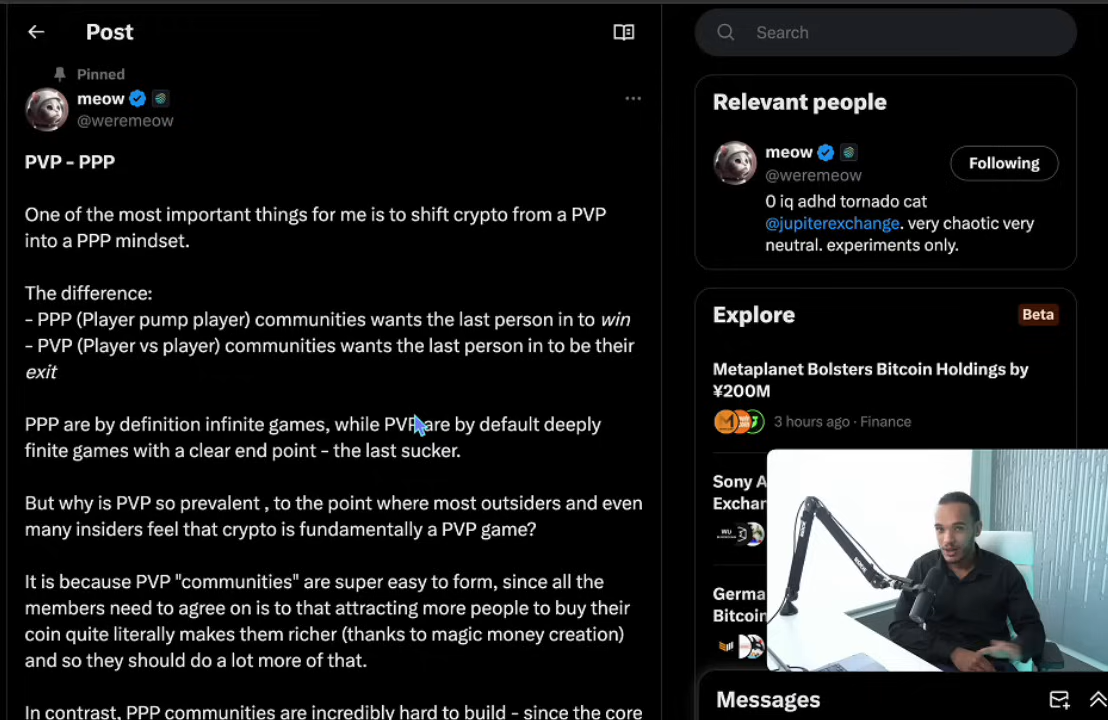 Post
Pinned
meow
@weremeow
PVP - PPP
One of the most important things for me is to shift crypto from a PVP
into a PPP mindset.
The difference:
- PPP (Player pump player) communities wants the last person in to win
- PVP (Player vs player) communities wants the last person in to be their
exit
PPP are by definition infinite games, while PVP are by default deeply
finite games with a clear end point - the last sucker.
But why is PVP so prevalent , to the point where most outsiders and even
many insiders feel that crypto is fundamentally a PVP game?
It is because PVP "communities" are super easy to form, since all the
members need to agree on is to that attracting more people to buy their
coin quite literally makes them richer (thanks to magic money creation)
and so they should do a lot more of that.
In contrast, PPP communities are incredibly hard to build - since the core
Search
Relevant people
meow
@weremeow
Following
0 iq adhd tornado cat
@jupiterexchange. very chaotic very
neutral. experiments only.
Explore
Beta
Metaplanet Bolsters Bitcoin Holdings by
¥200M
3 hours ago · Finance
Sony A
Exchan
Germa
Bitcoin
Messages